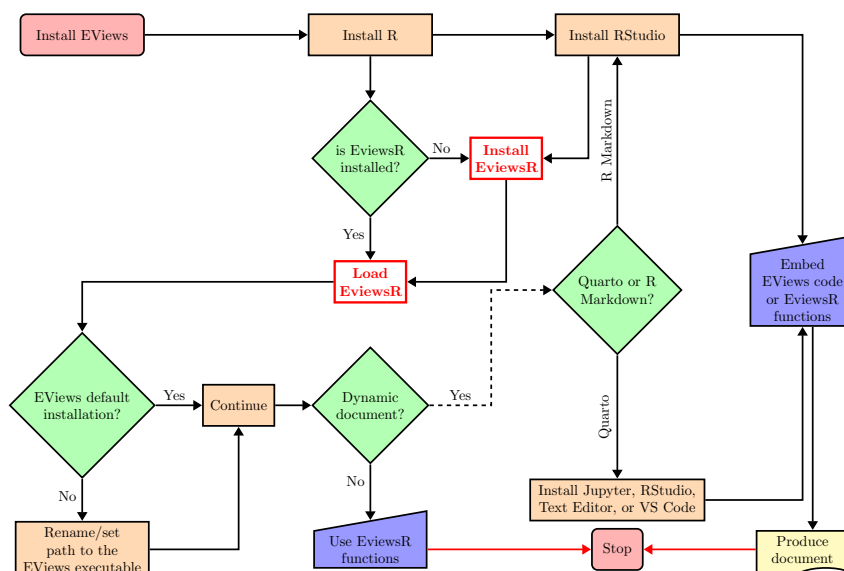 Install EViews
Install R
Install RStudio
is EviewsR
installed?
No
Install
EviewsR
R Markdown
Yes
Load
EviewsR
Quarto or R
Markdown?
Embed
EViews code
or EviewsR
functions
EViews default
installation?
Yes
Continue
Dynamic
document?
Yes
Quarto
No
No
Install Jupyter, RStudio,
Text Editor, or VS Code
Rename/set
path to the
EViews executable
Use EviewsR
functions
Stop
Produce
document